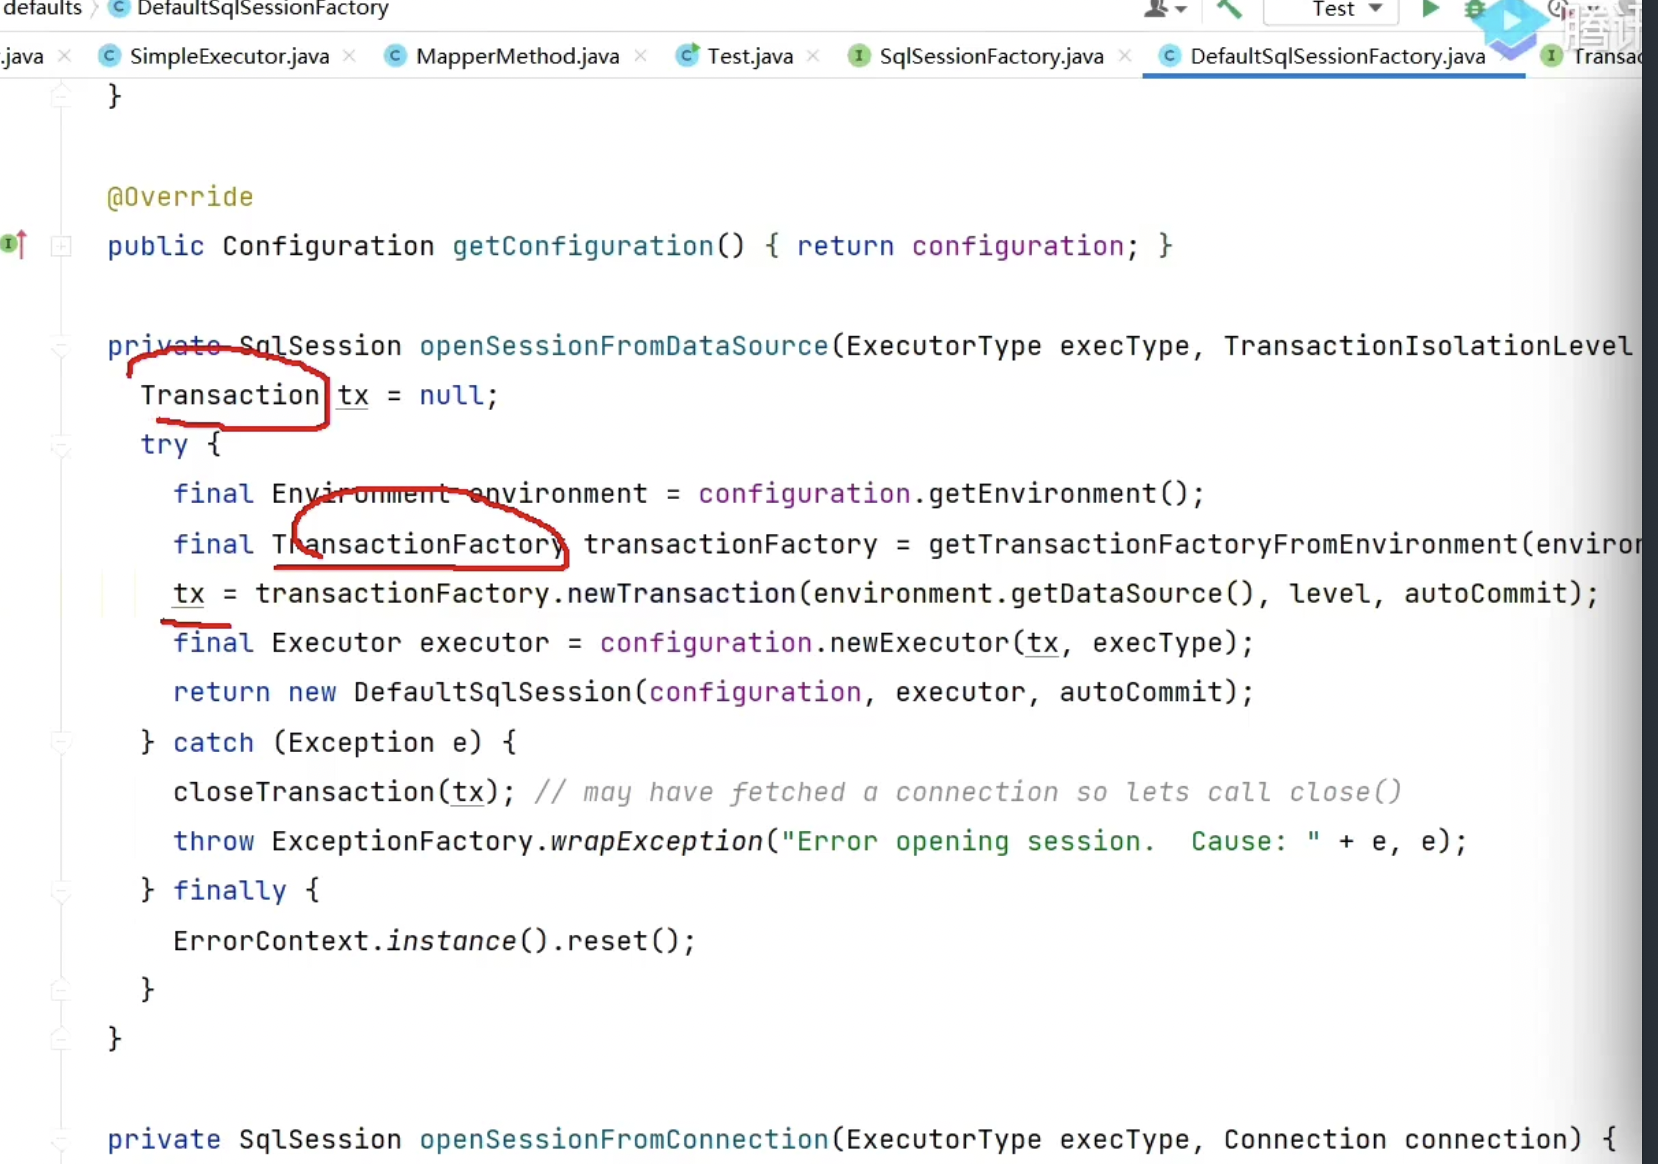 defaults 〉 DefaultSqlSessionFactory Test
.java SimpleExecutor.java MapperMethod.java Test.java SqlSessionFactory.java DefaultSqlSessionFactory.java
}
@Override
public Configuration getConfiguration() { return configuration; }
private SqlSession openSessionFromDataSource(ExecutorType execType, TransactionIsolationLevel
Transaction tx = null;
try {
final Environment environment = configuration.getEnvironment();
final TransactionFactory transactionFactory = getTransactionFactoryFromEnvironment(environ
tx = transactionFactory.newTransaction(environment.getDataSource(), level, autoCommit);
final Executor executor = configuration.newExecutor(tx, execType);
return new DefaultSqlSession(configuration, executor, autoCommit);
} catch (Exception e) {
closeTransaction(tx); // may have fetched a connection so lets call close()
throw ExceptionFactory.wrapException("Error opening session.  Cause: " + e, e);
} finally {
ErrorContext.instance().reset();
}
}
private SqlSession openSessionFromConnection(ExecutorType execType, Connection connection) {